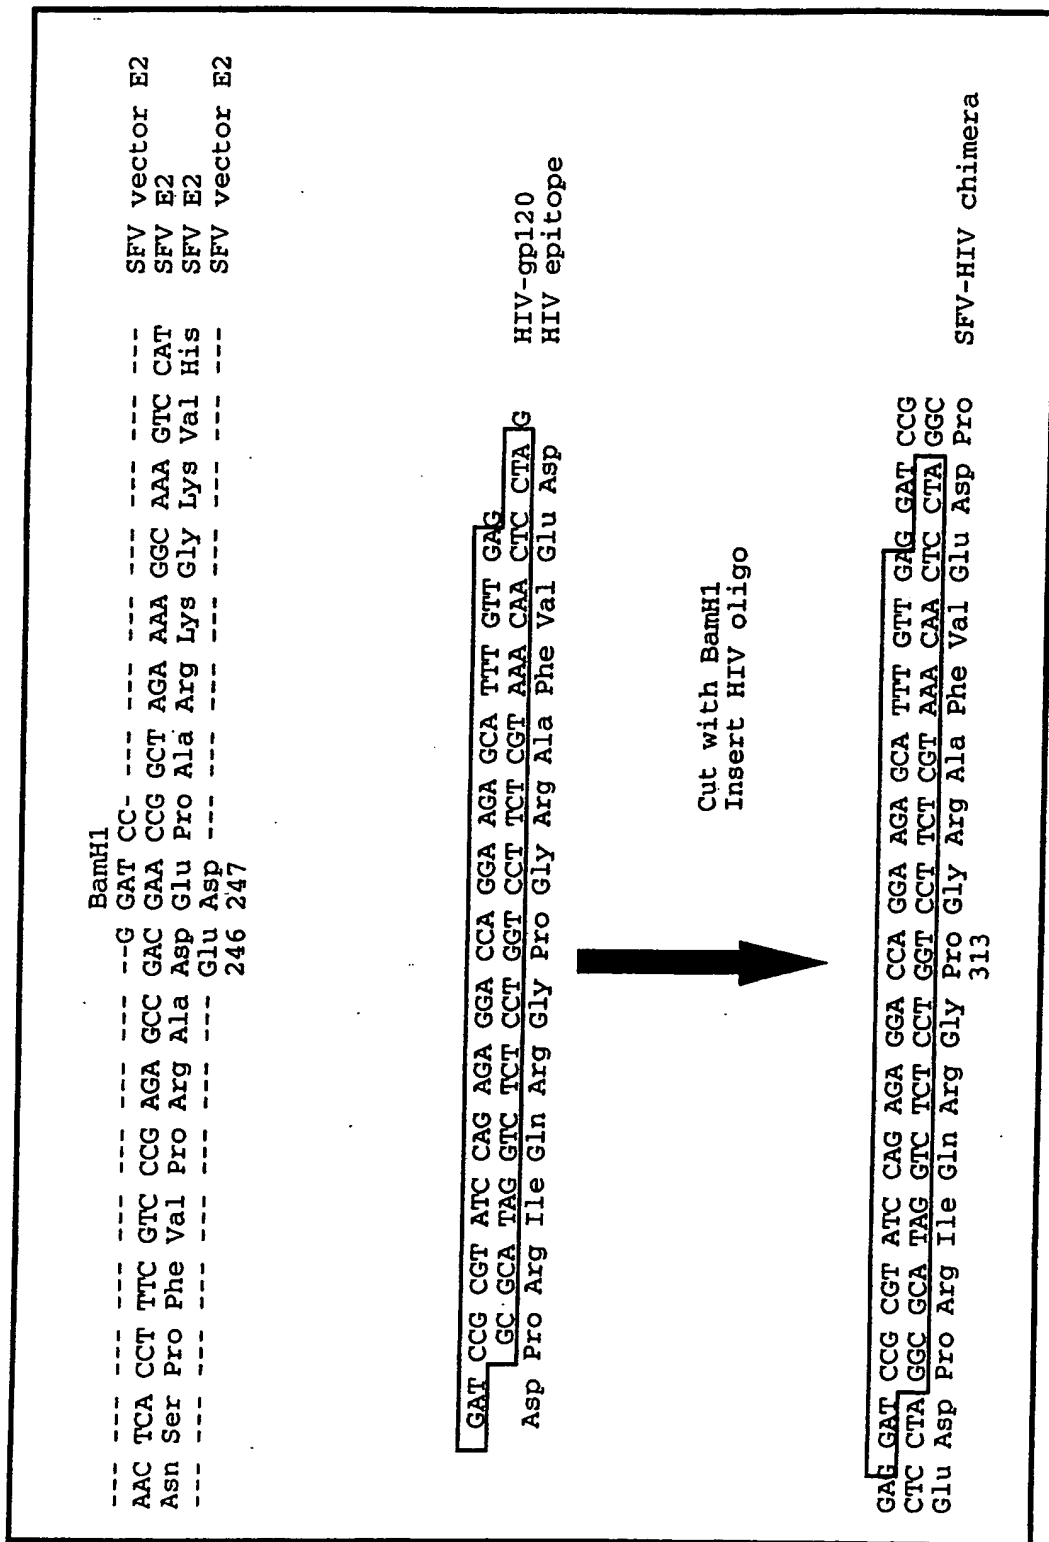 BamH1
--- --- --- --- --- --- --- --- --G GAT CC- --- --- --- --- --- --- --- SFV vector E2
AAC TCA CCT TTC GTC CCG AGA GCC GAC GAA CCG GCT AGA AAA GGC AAA GTC CAT SFV E2
Asn Ser Pro Phe Val Pro Arg Ala Asp Glu Pro Ala Arg Lys Gly Lys Val His SFV E2
--- --- --- --- --- --- --- --- Glu Asp --- --- --- --- --- --- --- --- SFV vector E2
246 247
GAT CCG CGT ATC CAG AGA GGA CCA GGA AGA GCA TTT GTT GAG HIV-gp120
GC GCA TAG GTC TCT CCT GGT CCT TCT CGT AAA CAA CTC CTA G HIV epitope
Asp Pro Arg Ile Gln Arg Gly Pro Gly Arg Ala Phe Val Glu Asp
Cut with BamH1
Insert HIV oligo
GAG GAT CCG CGT ATC CAG AGA GGA CCA GGA AGA GCA TTT GTT GAG GAT CCG
CTC CTA GGC GCA TAG GTC TCT CCT GGT CCT TCT CGT AAA CAA CTC CTA GGC
Glu Asp Pro Arg Ile Gln Arg Gly Pro Gly Arg Ala Phe Val Glu Asp Pro SFV-HIV chimera
313